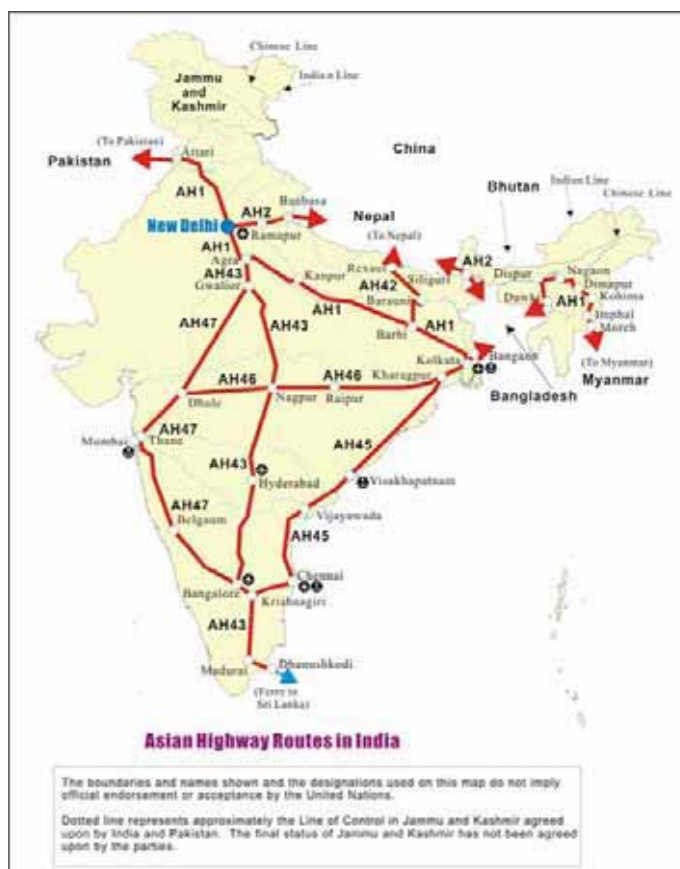 Chinese Line
Indian Line
Jammu
and
Kashmir
(To Pakistan)
Attari
Pakistan
China
AH1
Banbasa
Bhutan
Indian Line
Chinese Line
New Delhi
AH2
Rampur
Nepal
(To Nepal)
AH1
Agra
AH43
Gwalior
Kanpur
Rexaul
Siliguri
AH42
Barauni
AH2
Dispur
Nagaon
Dimapur
Kohima
Dawki
AH1
Imphal
Moreh
AH1
AH1
Barhi
(To Myanmar)
Myanmar
AH47
AH43
Kolkata
Bangaon
Kharagpur
Bangladesh
AH46
AH46
Dhule
Nagpur
Raipur
AH47
Mumbai
Thane
AH43
Hyderabad
AH45
Visakhapatnam
AH47
Belgaum
Vijayawada
AH45
Chennai
Bangalore
Krishnagiri
AH43
Madurai
Dhanushkodi
(Ferry to
Sri Lanka)
Asian Highway Routes in India
The boundaries and names shown and the designations used on this map do not imply
official endorsement or acceptance by the United Nations.
Dotted line represents approximately the Line of Control in Jammu and Kashmir agreed
upon by India and Pakistan. The final status of Jammu and Kashmir has not been agreed
upon by the parties.